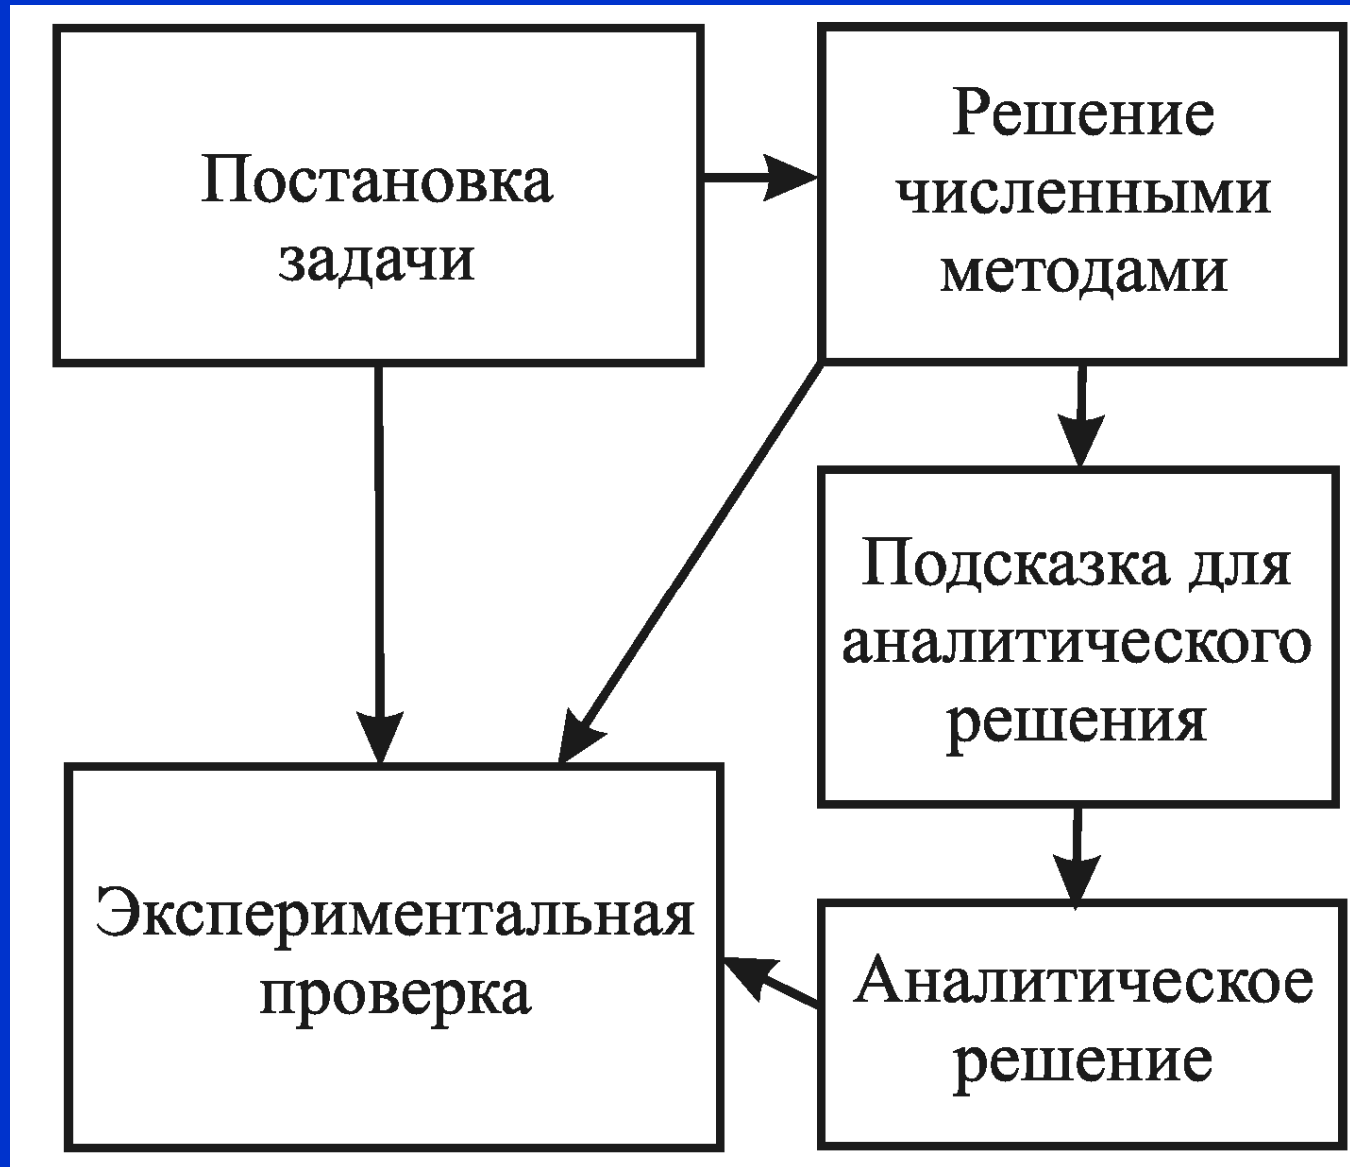 Постановка
задачи
Решение
численными
методами
Подсказка для
аналитического
решения
Экспериментальная
проверка
Аналитическое
решение